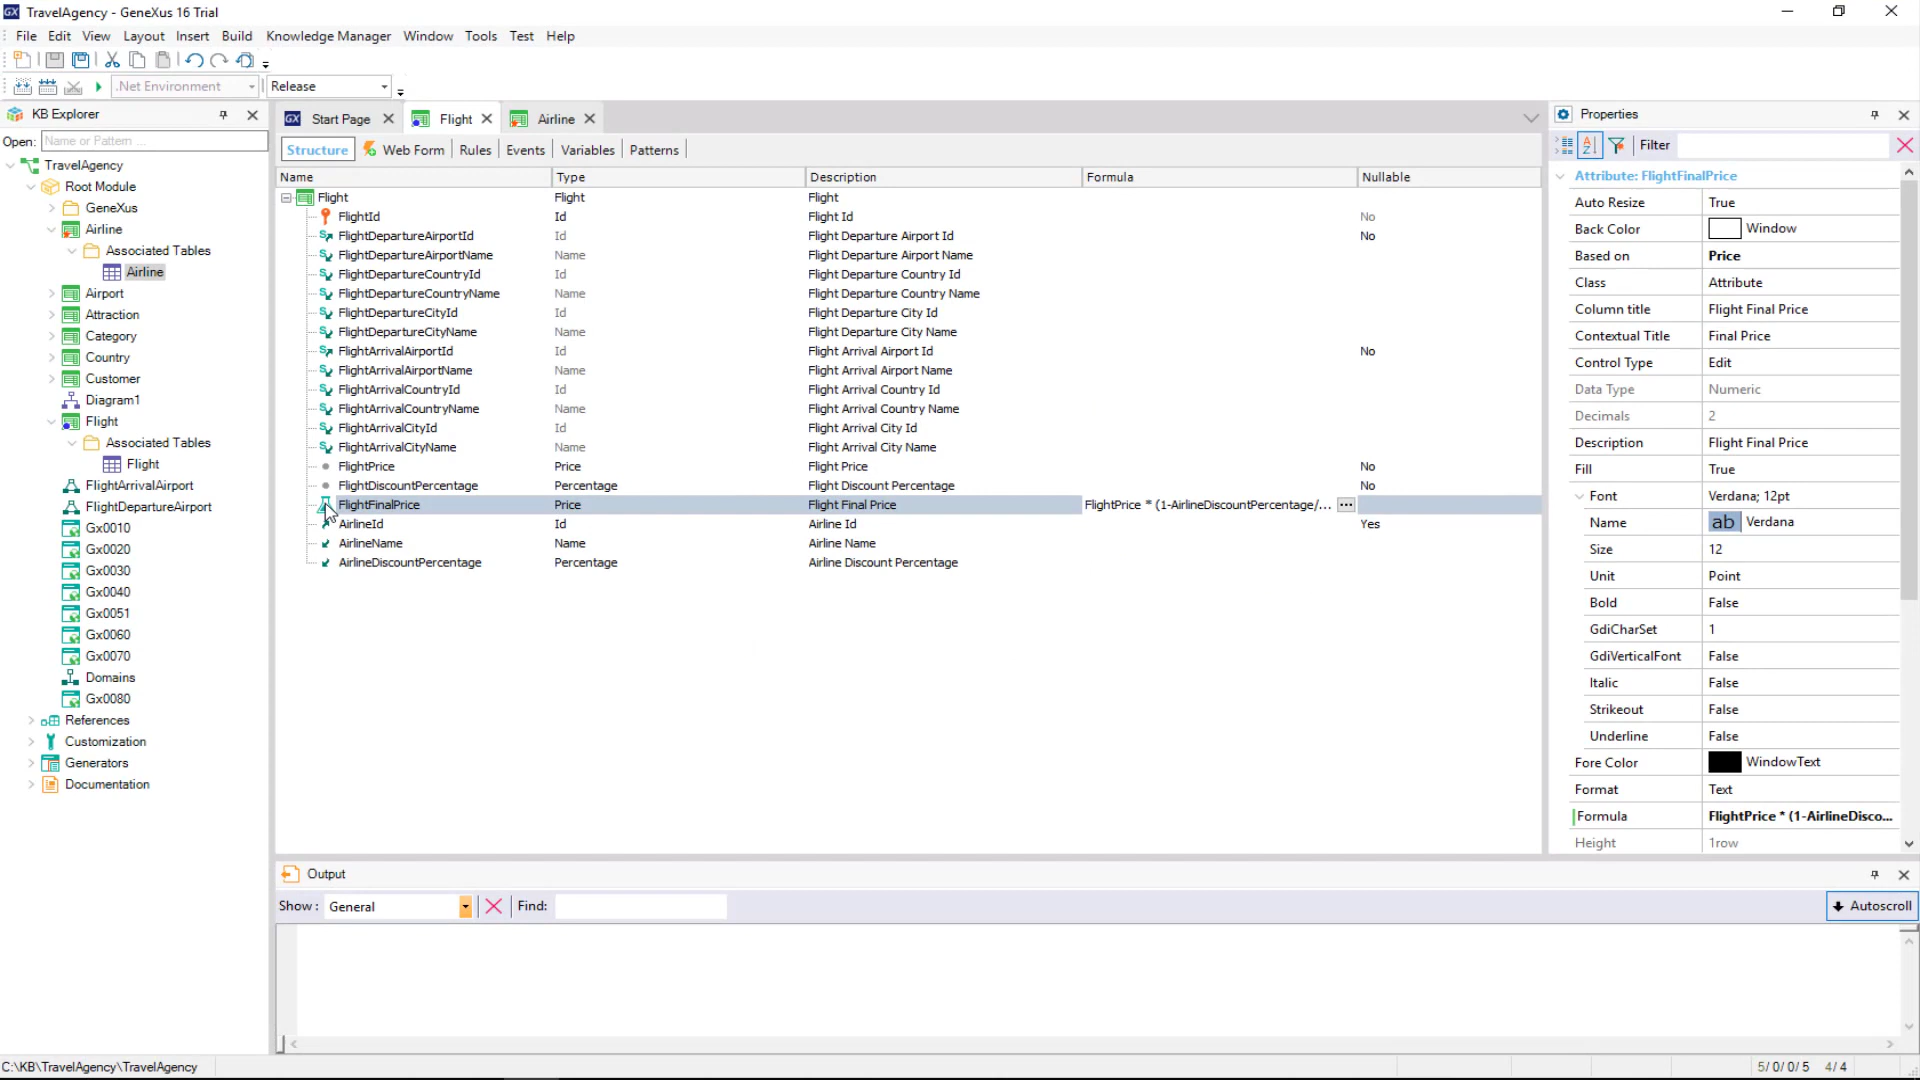 TravelAgency - GeneXus 16 Trial
File Edit View Layout Insert Build Knowledge Manager Window Tools Test Help
.Net Environment Release
KB Explorer
Open: Name or Pattern ...
TravelAgency
Root Module
GeneXus
Airline
Associated Tables
Airline
Airport
Attraction
Category
Country
Customer
Diagram1
Flight
Associated Tables
Flight
FlightArrivalAirport
FlightDepartureAirport
Gx0010
Gx0020
Gx0030
Gx0040
Gx0051
Gx0060
Gx0070
Domains
Gx0080
References
Customization
Generators
Documentation
Start Page Flight Airline
Structure Web Form Rules Events Variables Patterns
Name Type Description Formula Nullable
Flight Flight Flight
FlightId Id Flight Id No
FlightDepartureAirportId Id Flight Departure Airport Id No
FlightDepartureAirportName Name Flight Departure Airport Name
FlightDepartureCountryId Id Flight Departure Country Id
FlightDepartureCountryName Name Flight Departure Country Name
FlightDepartureCityId Id Flight Departure City Id
FlightDepartureCityName Name Flight Departure City Name
FlightArrivalAirportId Id Flight Arrival Airport Id No
FlightArrivalAirportName Name Flight Arrival Airport Name
FlightArrivalCountryId Id Flight Arrival Country Id
FlightArrivalCountryName Name Flight Arrival Country Name
FlightArrivalCityId Id Flight Arrival City Id
FlightArrivalCityName Name Flight Arrival City Name
FlightPrice Price Flight Price No
FlightDiscountPercentage Percentage Flight Discount Percentage No
FlightFinalPrice Price Flight Final Price FlightPrice * (1-AirlineDiscountPercentage/... ...
AirlineId Id Airline Id Yes
AirlineName Name Airline Name
AirlineDiscountPercentage Percentage Airline Discount Percentage
Properties
Filter
Attribute: FlightFinalPrice
Auto Resize True
Back Color Window
Based on Price
Class Attribute
Column title Flight Final Price
Contextual Title Final Price
Control Type Edit
Data Type Numeric
Decimals 2
Description Flight Final Price
Fill True
Font Verdana; 12pt
Name ab Verdana
Size 12
Unit Point
Bold False
GdiCharSet 1
GdiVerticalFont False
Italic False
Strikeout False
Underline False
Fore Color WindowText
Format Text
Formula FlightPrice * (1-AirlineDisco...
Height 1row
Output
Show : General Find: Autoscroll
C:\KB\TravelAgency\TravelAgency 5/0/0/5 4/4